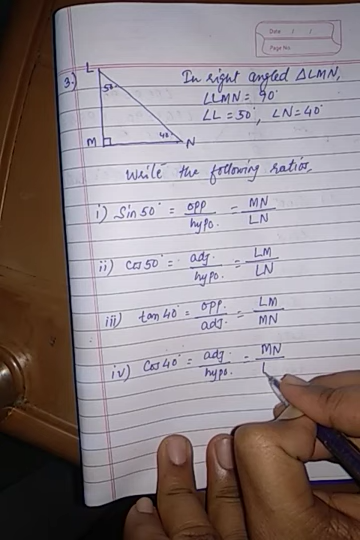 Date / /
Page No.
3.) L 50° M 40° N
In right angled △LMN,
∠LMN = 90°
∠L = 50°, ∠N = 40°
Write the following ratios.
i) Sin 50° = opp/hypo. = MN/LN
ii) Cos 50° = adj./hypo. = LM/LN
iii) tan 40° = opp./adj. = LM/MN
iv) Cos 40° = adj./hypo. = MN/L